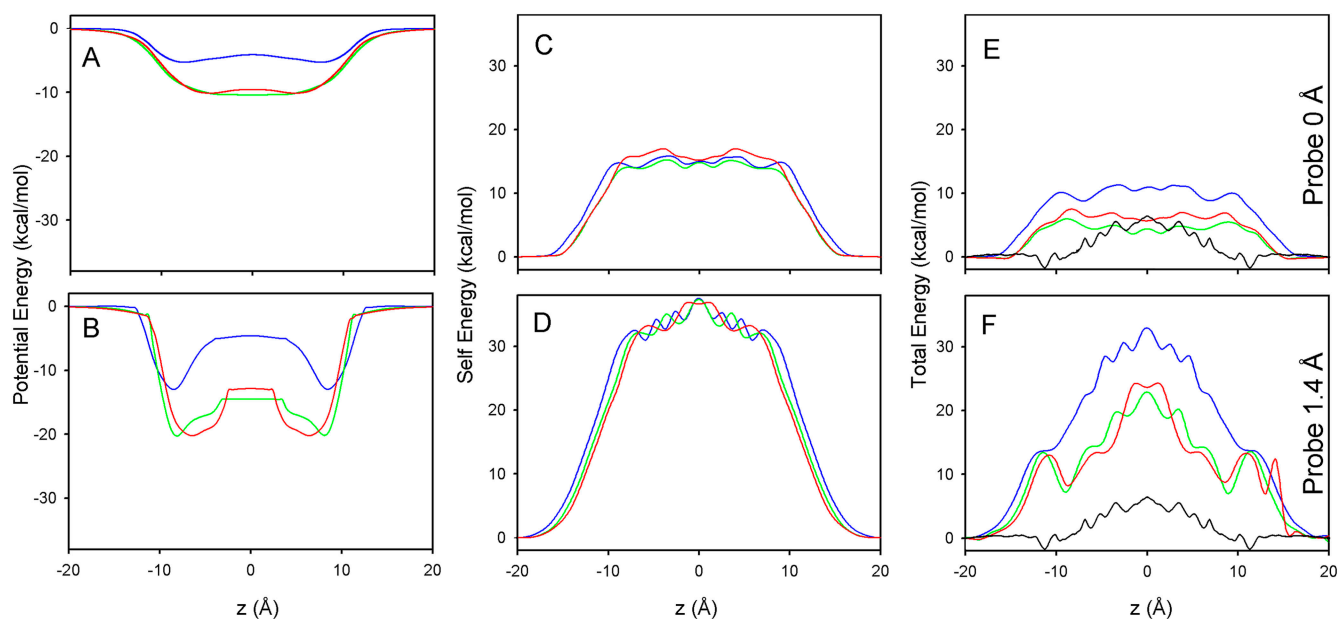 0
-10
-20
-30
A
Potential Energy (kcal/mol)
0
-10
-20
-30
B
-20 -10 0 10 20
z (Å)
30
20
10
0
C
Self Energy (kcal/mol)
30
20
10
0
D
-20 -10 0 10 20
z (Å)
30
20
10
0
E
Probe 0 Å
Total Energy (kcal/mol)
30
20
10
0
F
Probe 1.4 Å
-20 -10 0 10 20
z (Å)